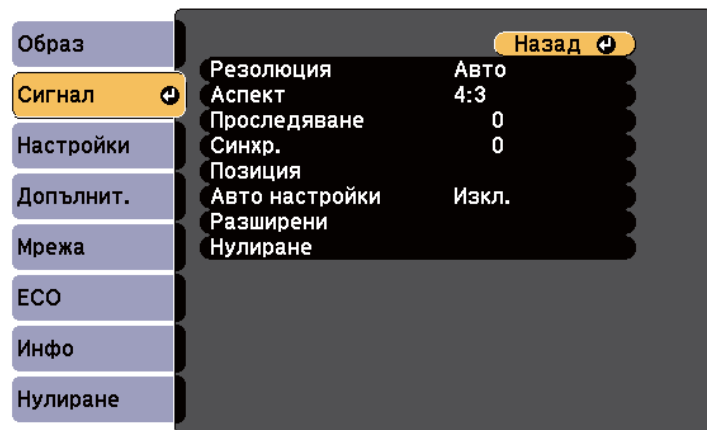 Образ
Сигнал
Настройки
Допълнит.
Мрежа
ECO
Инфо
Нулиране
Назад
Резолюция Авто
Аспект 4:3
Проследяване 0
Синхр. 0
Позиция
Авто настройки Изкл.
Разширени
Нулиране